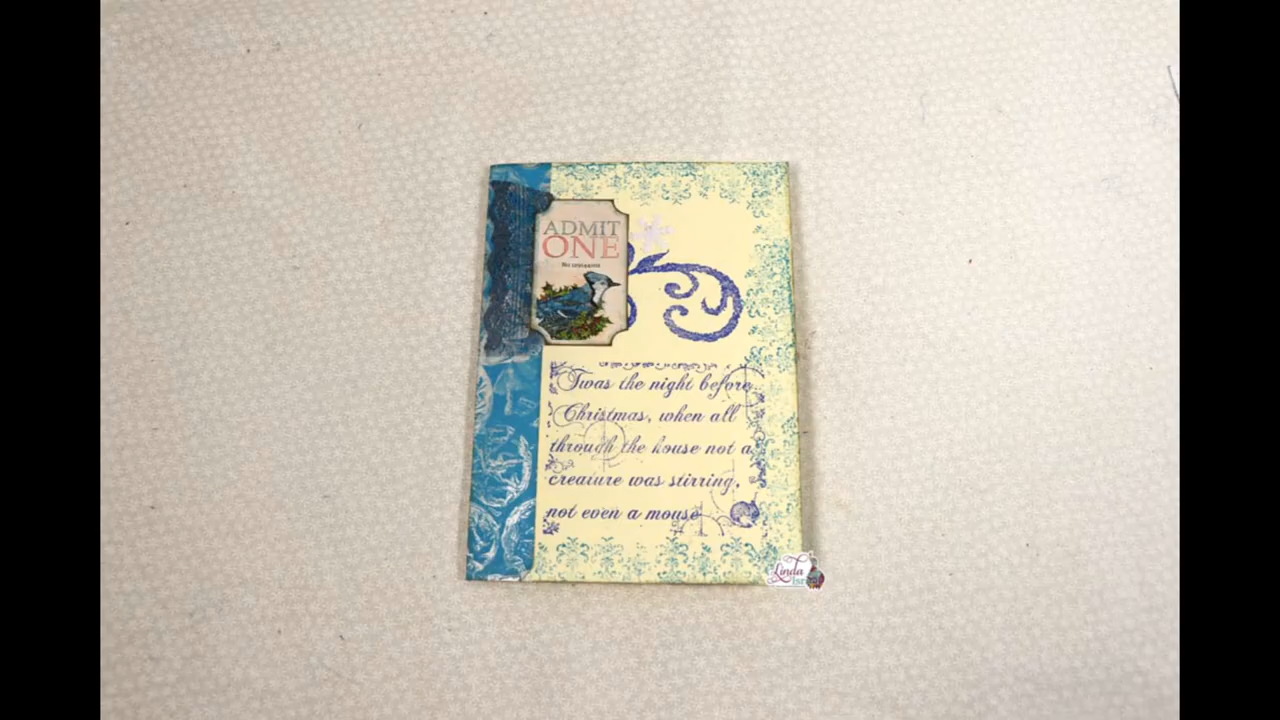 ADMIT
ONE
'Twas the night before
Christmas, when all
through the house not a
creature was stirring,
not even a mouse
Linda